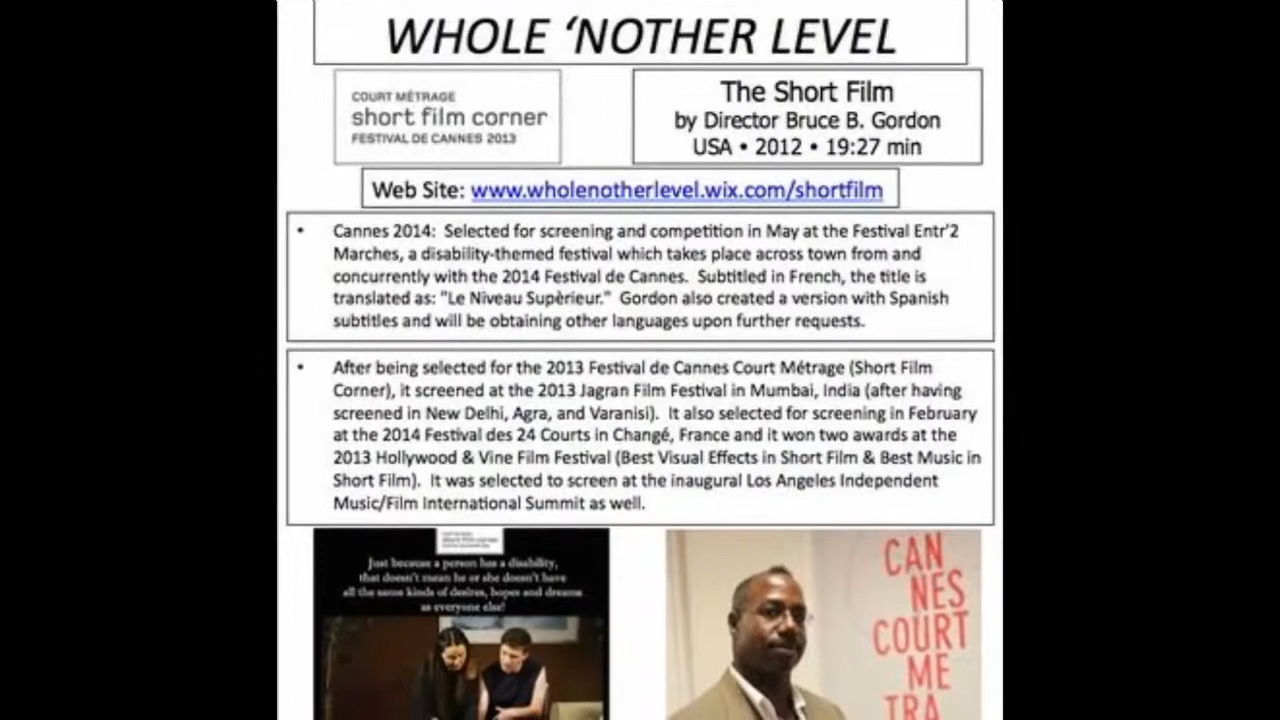 WHOLE ‘NOTHER LEVEL
COURT MÉTRAGE
short film corner
FESTIVAL DE CANNES 2013
The Short Film
by Director Bruce B. Gordon
USA • 2012 • 19:27 min
Web Site: www.wholenotherlevel.wix.com/shortfilm
• Cannes 2014: Selected for screening and competition in May at the Festival Entr'2
Marches, a disability-themed festival which takes place across town from and
concurrently with the 2014 Festival de Cannes. Subtitled in French, the title is
translated as: "Le Niveau Supèrieur." Gordon also created a version with Spanish
subtitles and will be obtaining other languages upon further requests.
• After being selected for the 2013 Festival de Cannes Court Métrage (Short Film
Corner), it screened at the 2013 Jagran Film Festival in Mumbai, India (after having
screened in New Delhi, Agra, and Varanisi). It also selected for screening in February
at the 2014 Festival des 24 Courts in Changé, France and it won two awards at the
2013 Hollywood & Vine Film Festival (Best Visual Effects in Short Film & Best Music in
Short Film). It was selected to screen at the inaugural Los Angeles Independent
Music/Film International Summit as well.
Just because a person has a disability,
that doesn't mean he or she doesn't have
all the same kinds of desires, hopes and dreams
as everyone else!
CAN
NES
COURT
ME
TRA